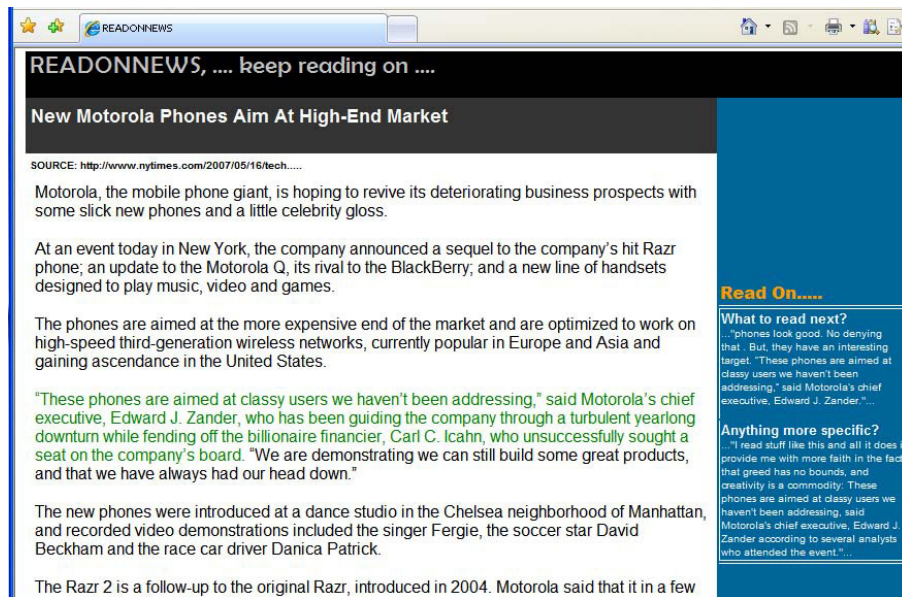 READONNEWS
READONNEWS, .... keep reading on ....
New Motorola Phones Aim At High-End Market
SOURCE: http://www.nytimes.com/2007/05/16/tech.....
Motorola, the mobile phone giant, is hoping to revive its deteriorating business prospects with
some slick new phones and a little celebrity gloss.
At an event today in New York, the company announced a sequel to the company's hit Razr
phone; an update to the Motorola Q, its rival to the BlackBerry; and a new line of handsets
designed to play music, video and games.
The phones are aimed at the more expensive end of the market and are optimized to work on
high-speed third-generation wireless networks, currently popular in Europe and Asia and
gaining ascendance in the United States.
"These phones are aimed at classy users we haven't been addressing," said Motorola's chief
executive, Edward J. Zander, who has been guiding the company through a turbulent yearlong
downturn while fending off the billionaire financier, Carl C. Icahn, who unsuccessfully sought a
seat on the company's board. "We are demonstrating we can still build some great products,
and that we have always had our head down."
The new phones were introduced at a dance studio in the Chelsea neighborhood of Manhattan,
and recorded video demonstrations included the singer Fergie, the soccer star David
Beckham and the race car driver Danica Patrick.
The Razr 2 is a follow-up to the original Razr, introduced in 2004. Motorola said that it in a few
Read On.....
What to read next?
..."phones look good. No denying
that . But, they have an interesting
target. "These phones are aimed at
classy users we haven't been
addressing," said Motorola's chief
executive, Edward J. Zander."...
Anything more specific?
..."I read stuff like this and all it does i
provide me with more faith in the fact
that greed has no bounds, and
creativity is a commodity: These
phones are aimed at classy users we
haven't been addressing, said
Motorola's chief executive, Edward J.
Zander according to several analysts
who attended the event."...